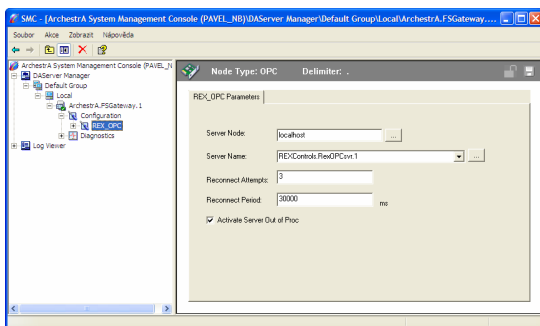 SMC - [ArchestrA System Management Console (PAVEL_NB)\DAServer Manager\Default Group\Local\ArchestrA.FSGateway....
Soubor Akce Zobrazit Nápověda
ArchestrA System Management Console (PAVEL_N
DAServer Manager
Default Group
Local
ArchestrA.FSGateway.1
Configuration
REX_OPC
Diagnostics
Log Viewer
Node Type: OPC Delimiter: .
REX_OPC Parameters
Server Node: localhost ...
Server Name: REXControls.RexOPCsvr.1 ...
Reconnect Attempts: 3
Reconnect Period: 30000 ms
Activate Server Out of Proc